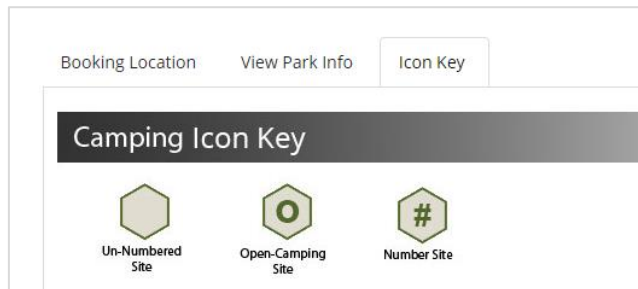 Booking Location View Park Info Icon Key
Camping Icon Key
O #
Un-Numbered Site
Open-Camping Site
Number Site